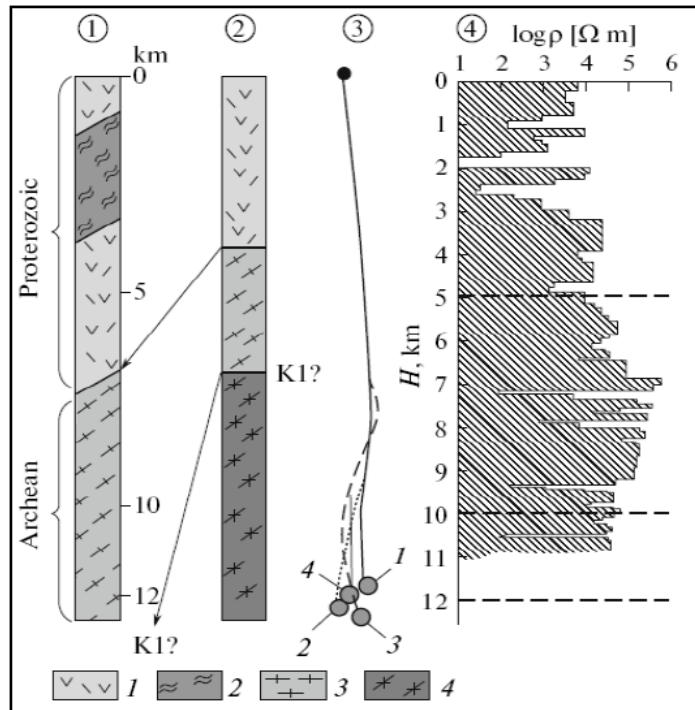 ① ② ③ ④
km
log ρ [Ω m]
0
1 2 3 4 5 6
0
1
2
3
4
5
5
6
7
8
9
10
10
11
12
12
H, km
Proterozoic
Archean
K1?
K1?
4
1
2
3
1 2 3 4